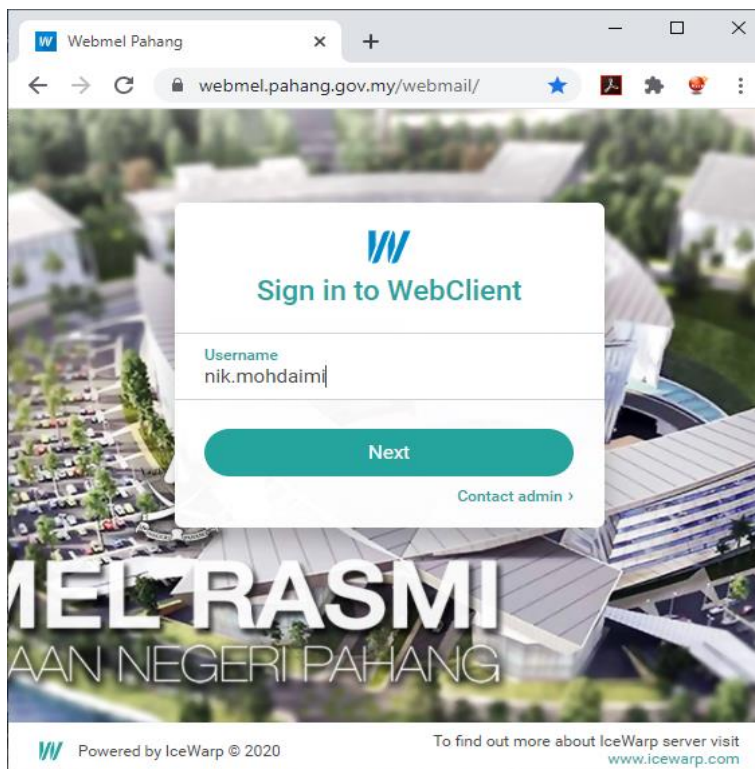 Webmel Pahang
webmel.pahang.gov.my/webmail/
Sign in to WebClient
Username
nik.mohdaimi
Next
Contact admin ›
MEL RASMI
AAN NEGERI PAHANG
Powered by IceWarp © 2020
To find out more about IceWarp server visit
www.icewarp.com